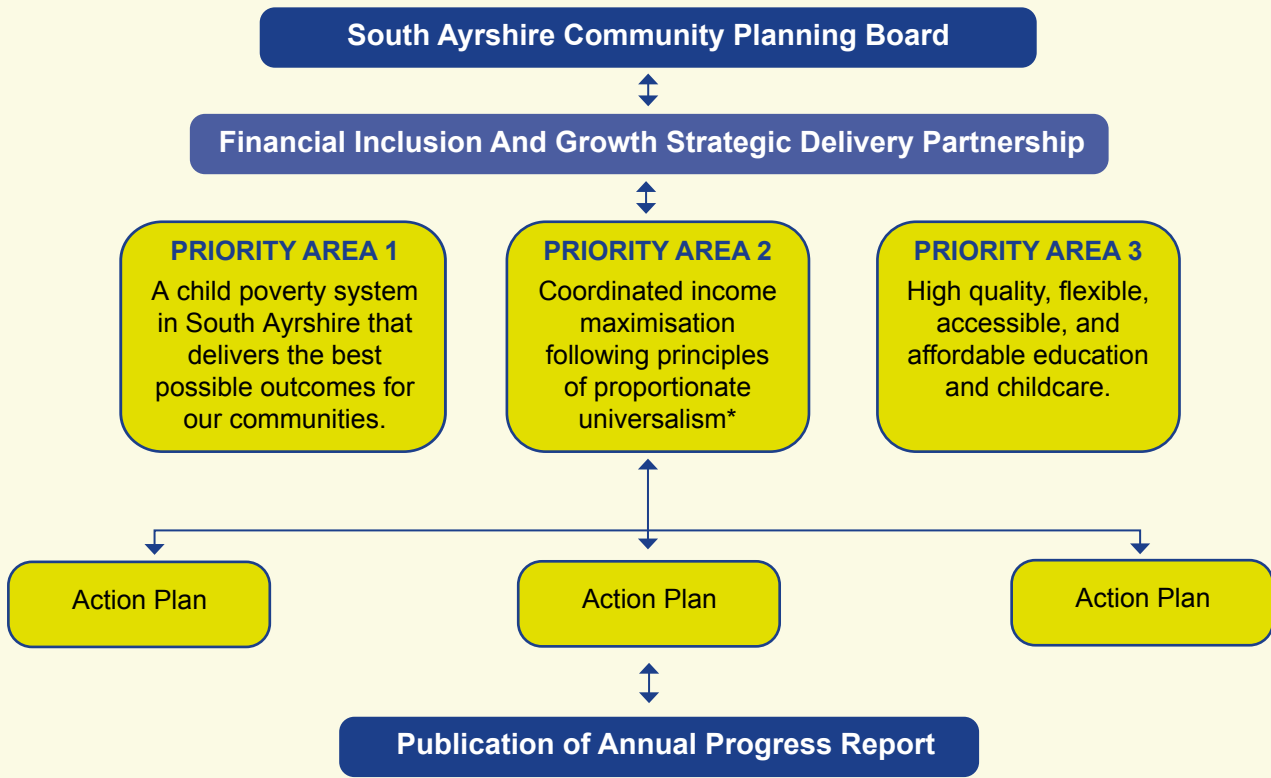 South Ayrshire Community Planning Board
Financial Inclusion And Growth Strategic Delivery Partnership
PRIORITY AREA 1
A child poverty system
in South Ayrshire that
delivers the best
possible outcomes for
our communities.
PRIORITY AREA 2
Coordinated income
maximisation
following principles
of proportionate
universalism*
PRIORITY AREA 3
High quality, flexible,
accessible, and
affordable education
and childcare.
Action Plan
Action Plan
Action Plan
Publication of Annual Progress Report